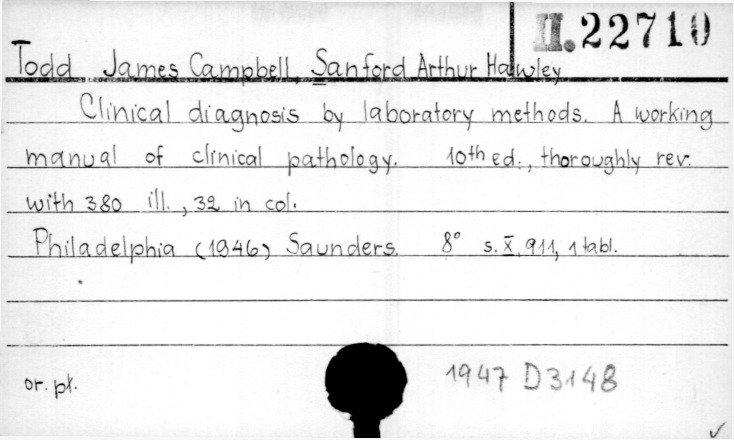 II.22710
Todd James Campbell, Sanford Arthur Hawley
Clinical diagnosis by laboratory methods. A working
manual of clinical pathology. 10th ed., thoroughly rev.
with 380 ill., 32 in col.
Philadelphia (1946) Saunders. 8° s. X, 911, 1 tabl.
or. pł.
1947 D3148